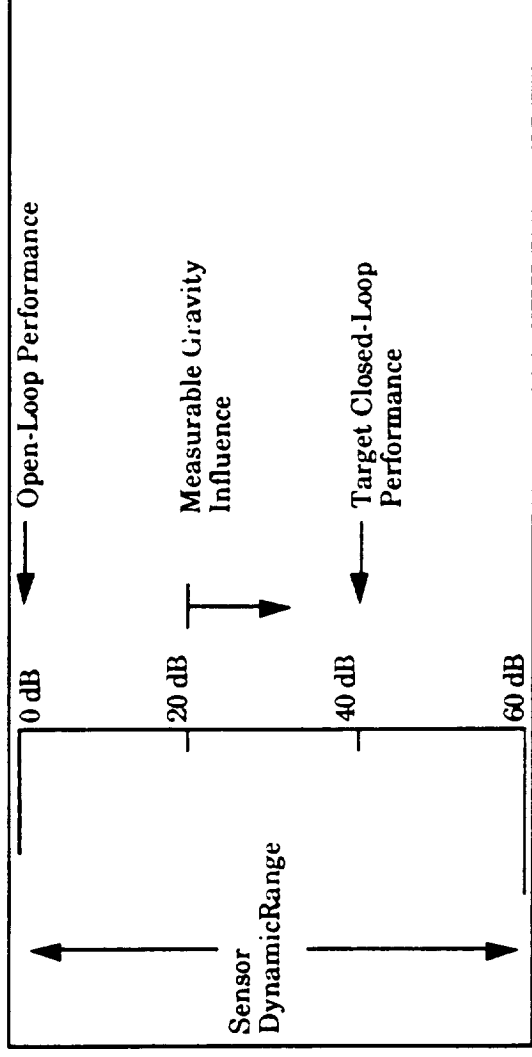 Open-Loop Performance
0 dB
Measurable Gravity
Influence
20 dB
Sensor
DynamicRange
Target Closed-Loop
Performance
40 dB
60 dB